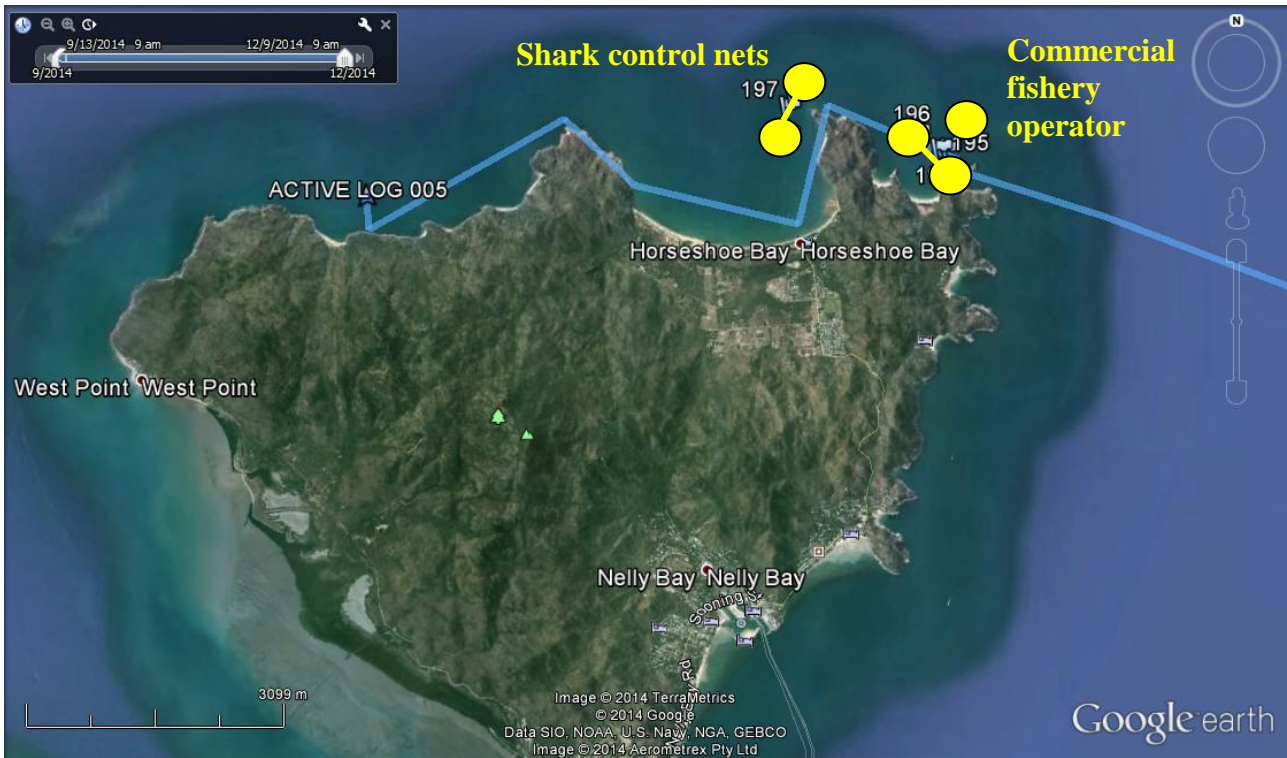 9/13/2014 9 am
12/9/2014 9 am
9/2014
12/2014
Shark control nets
Commercial
fishery
operator
N
197
196
195
ACTIVE LOG 005
Horseshoe Bay Horseshoe Bay
West Point West Point
Nelly Bay Nelly Bay
3099 m
Image © 2014 TerraMetrics
© 2014 Google
Data SIO, NOAA, U.S. Navy, NGA, GEBCO
Image © 2014 Aerometrex Pty Ltd
Google earth